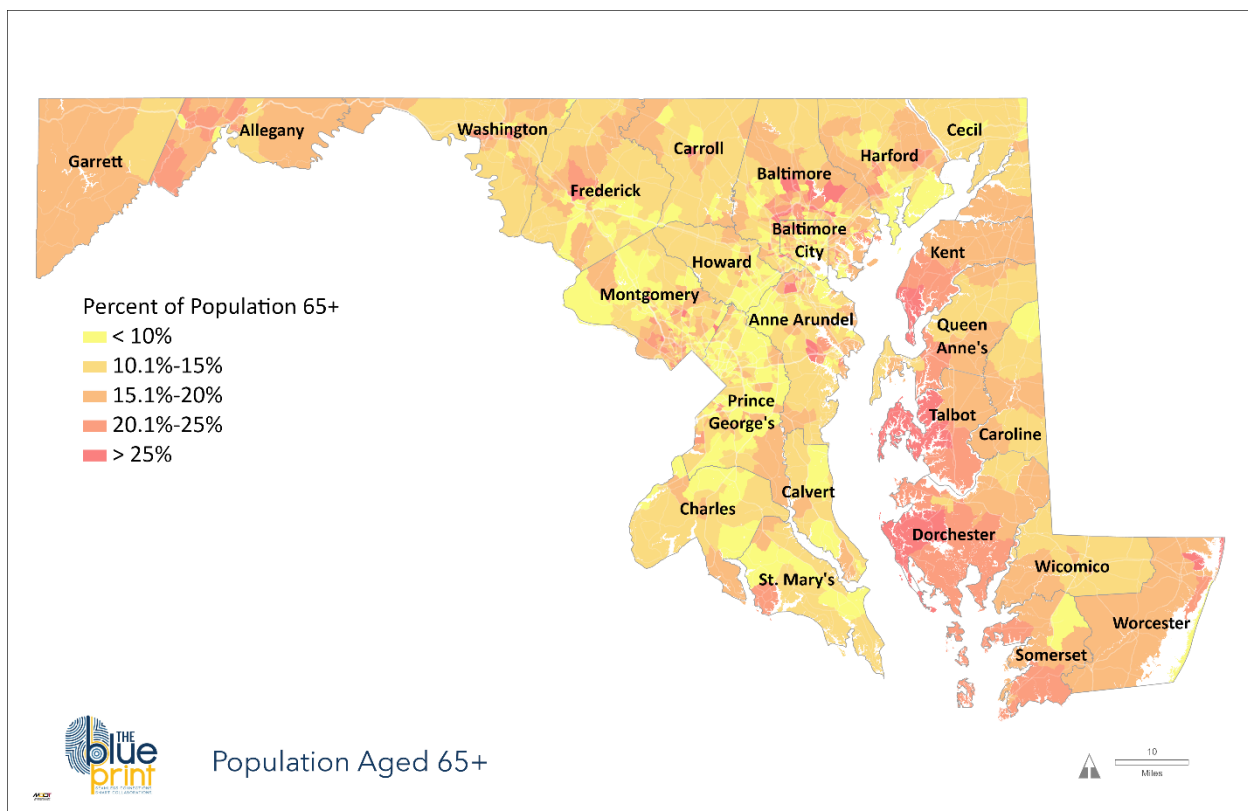 Garrett
Allegany
Washington
Frederick
Carroll
Baltimore
Harford
Cecil
Baltimore
City
Howard
Montgomery
Anne Arundel
Kent
Queen
Anne's
Prince
George's
Talbot
Caroline
Calvert
Charles
St. Mary's
Dorchester
Wicomico
Worcester
Somerset
Percent of Population 65+
< 10%
10.1%-15%
15.1%-20%
20.1%-25%
> 25%
THE
blue
print
Population Aged 65+
10
Miles